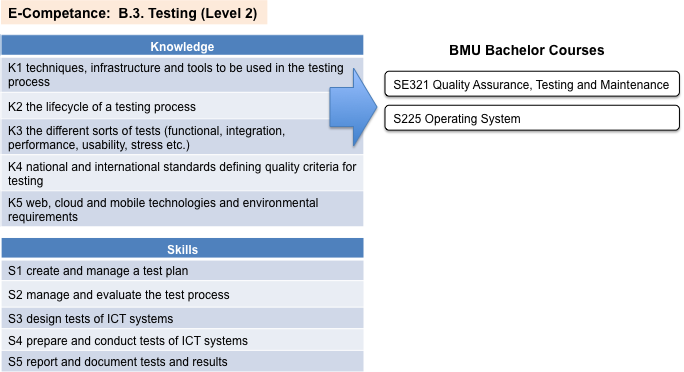 E-Competance:  B.3. Testing (Level 2)
Knowledge
K1 techniques, infrastructure and tools to be used in the testing
process
K2 the lifecycle of a testing process
K3 the different sorts of tests (functional, integration,
performance, usability, stress etc.)
K4 national and international standards defining quality criteria for
testing
K5 web, cloud and mobile technologies and environmental
requirements
Skills
S1 create and manage a test plan
S2 manage and evaluate the test process
S3 design tests of ICT systems
S4 prepare and conduct tests of ICT systems
S5 report and document tests and results
BMU Bachelor Courses
SE321 Quality Assurance, Testing and Maintenance
S225 Operating System